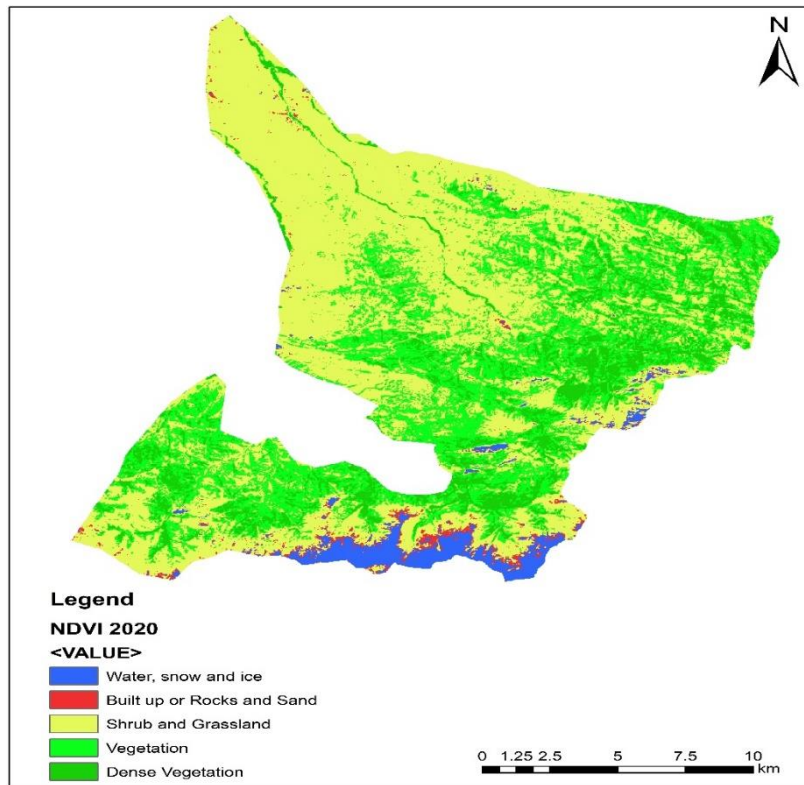 N
Legend
NDVI 2020
<VALUE>
Water, snow and ice
Built up or Rocks and Sand
Shrub and Grassland
Vegetation
Dense Vegetation
0 1.25 2.5 5 7.5 10
km